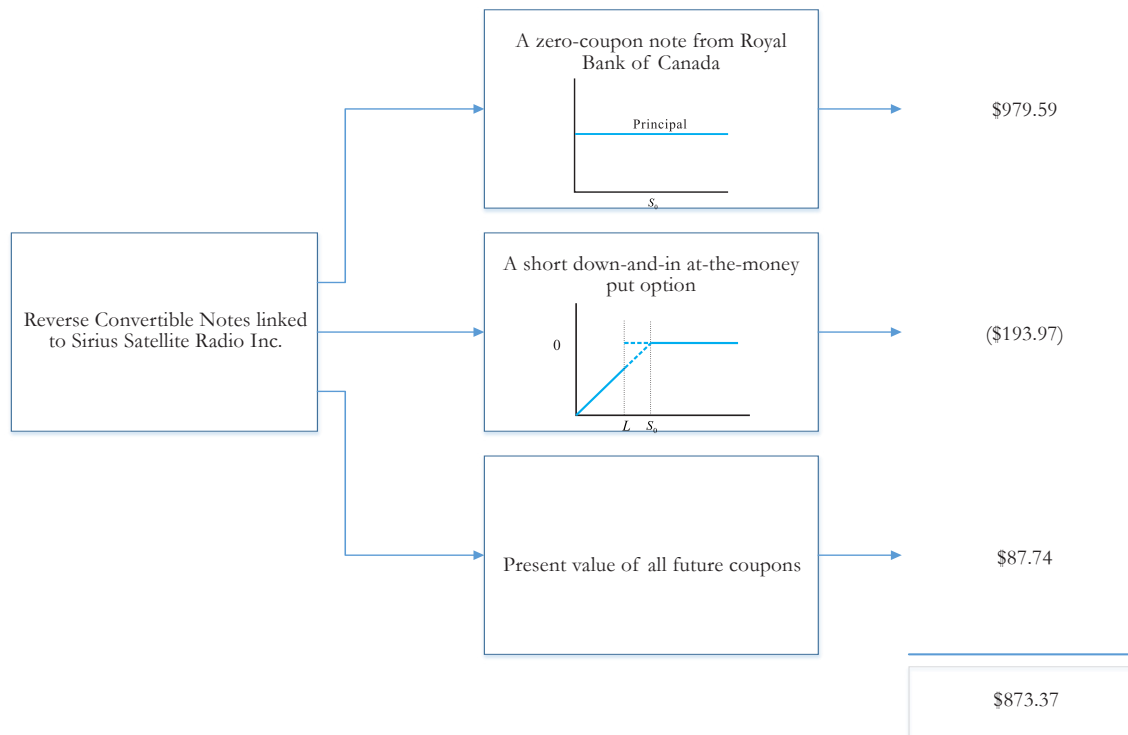 A zero-coupon note from Royal
Bank of Canada
Principal
S₀
$979.59
Reverse Convertible Notes linked
to Sirius Satellite Radio Inc.
A short down-and-in at-the-money
put option
0
L S₀
($193.97)
Present value of all future coupons
$87.74
$873.37